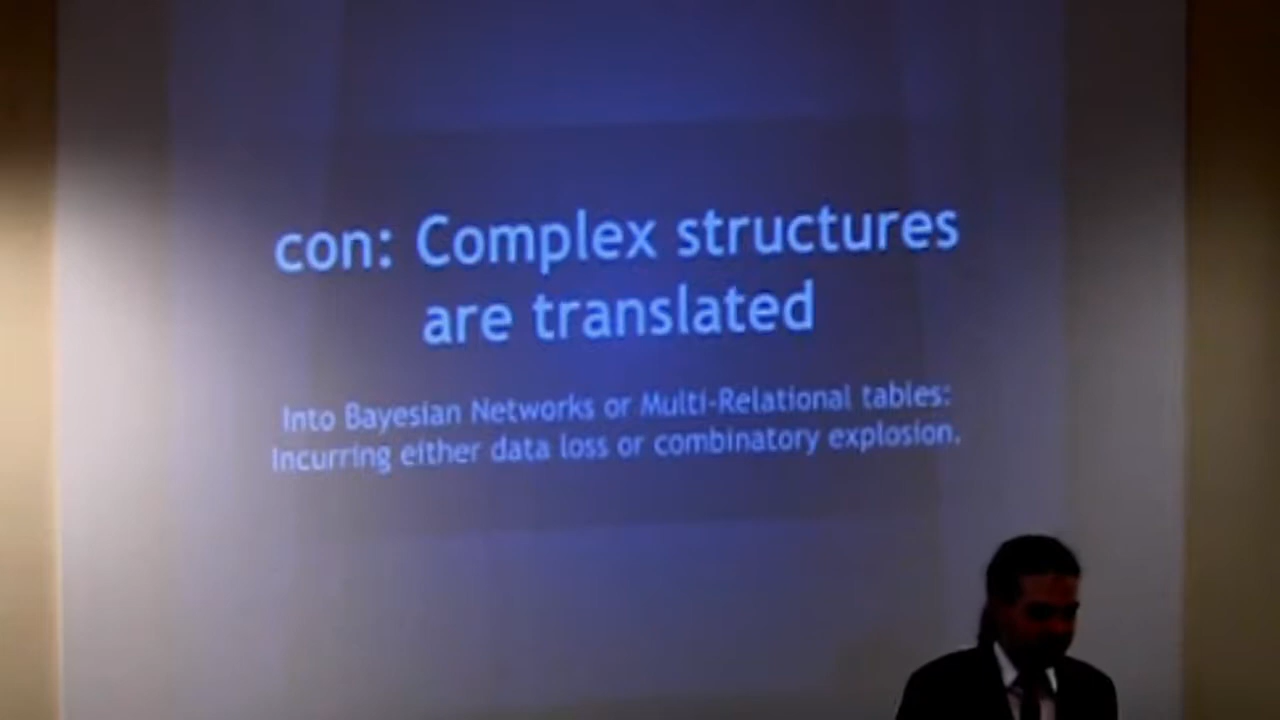 con: Complex structures
are translated
Into Bayesian Networks or Multi-Relational tables:
Incurring either data loss or combinatory explosion.